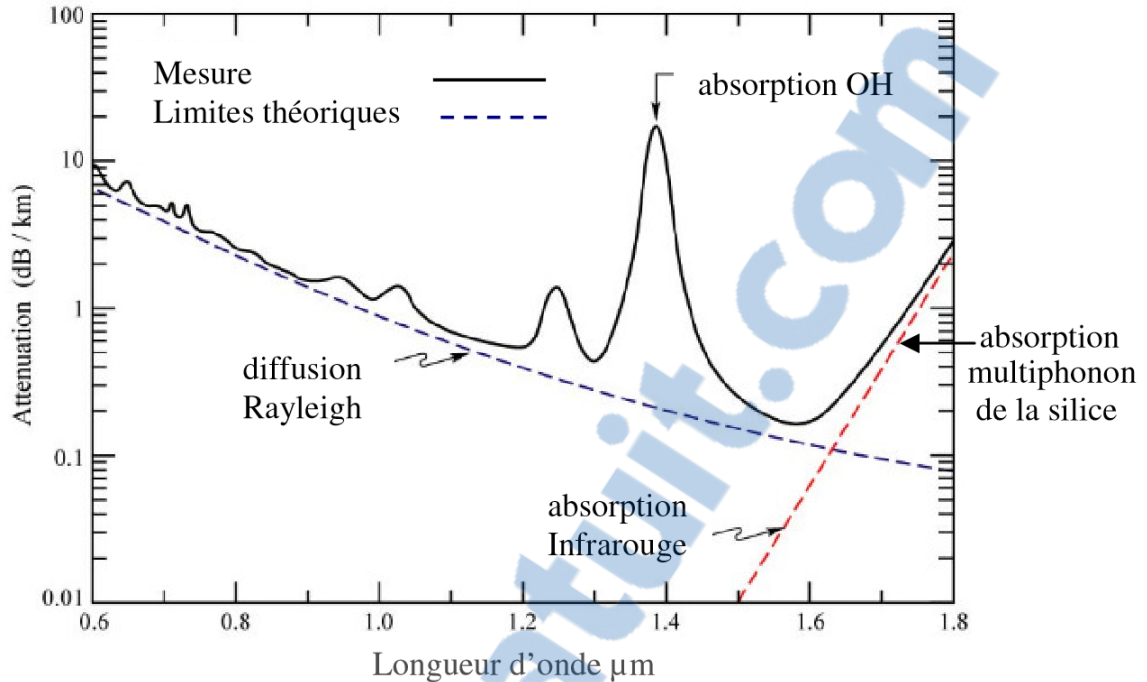 100
10
1
0.1
0.01
Attenuation (dB / km)
Mesure
Limites théoriques
absorption OH
diffusion
Rayleigh
absorption
multiphonon
de la silice
absorption
Infrarouge
0.6 0.8 1.0 1.2 1.4 1.6 1.8
Longueur d'onde µm
atuit.com